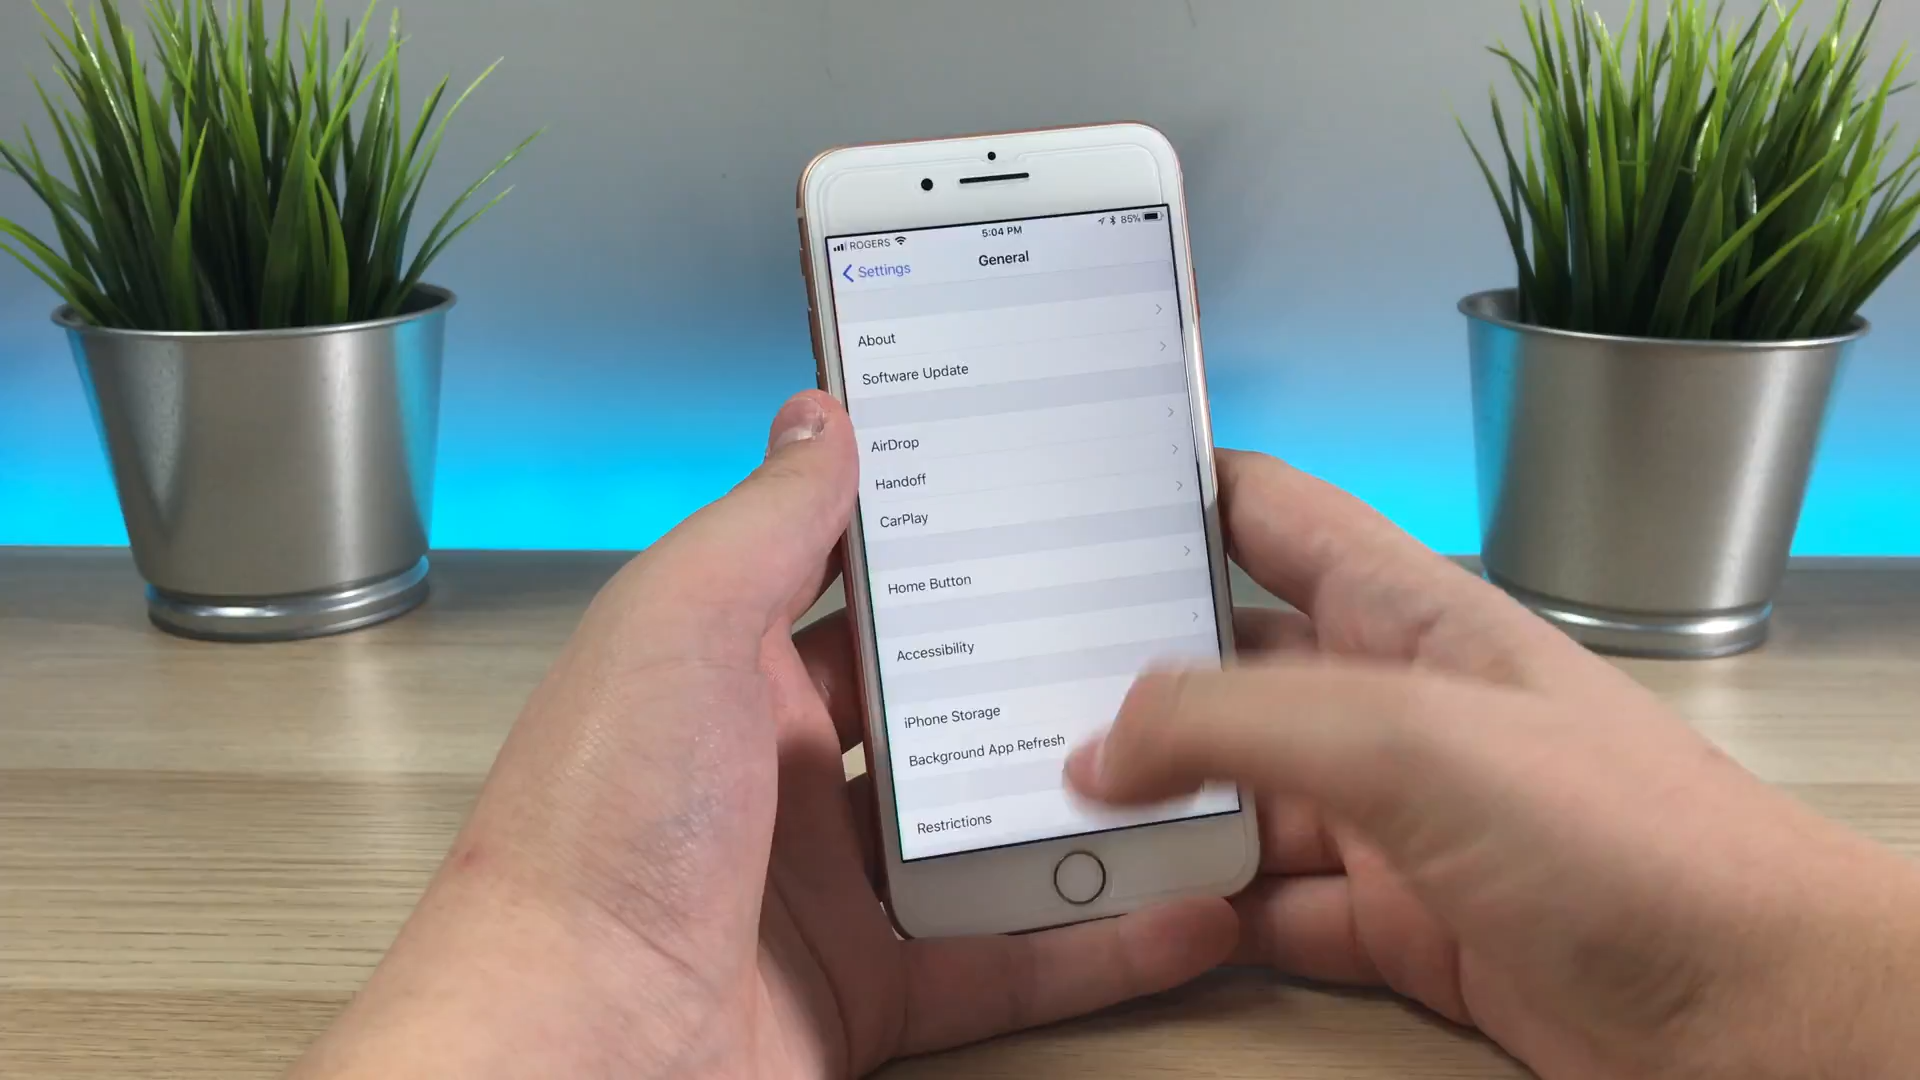 ROGERS 5:04 PM 85%
Settings General
About
Software Update
AirDrop
Handoff
CarPlay
Home Button
Accessibility
iPhone Storage
Background App Refresh
Restrictions